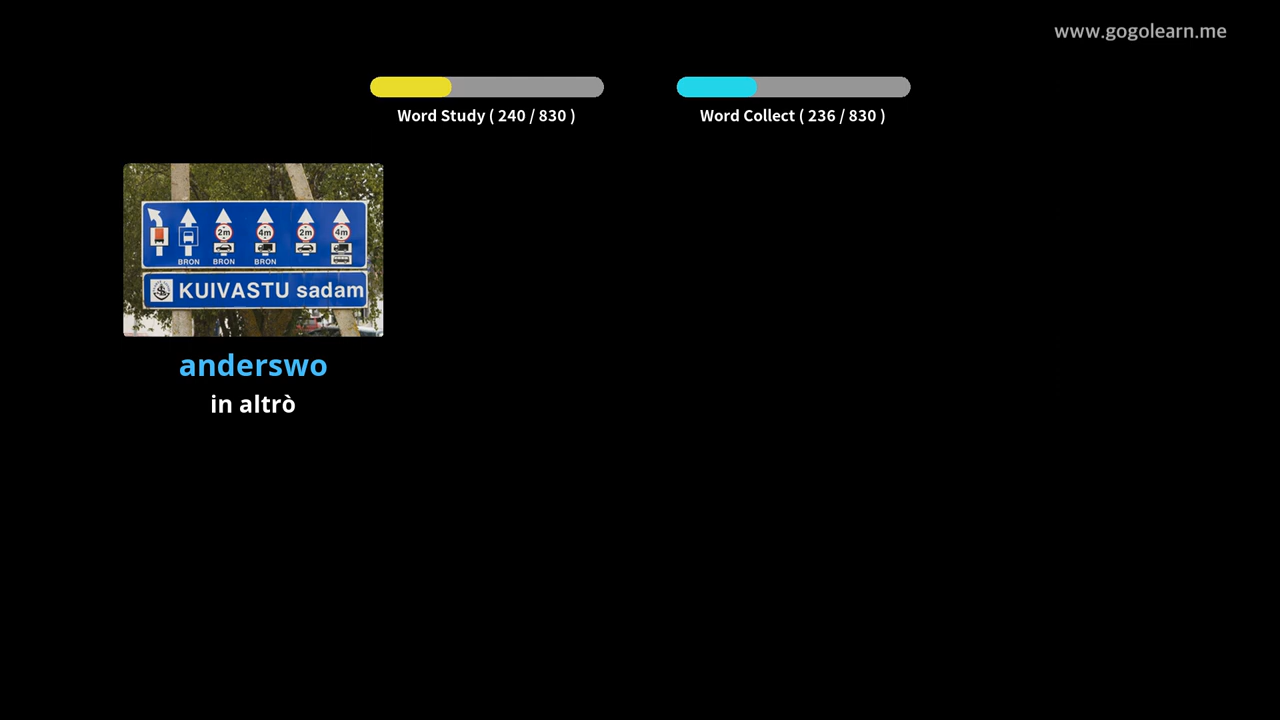 www.gogolearn.me
Word Study ( 240 / 830 )
Word Collect ( 236 / 830 )
2m 4m 2m 4m
BRON BRON BRON
KUIVASTU sadam
anderswo
in altrò